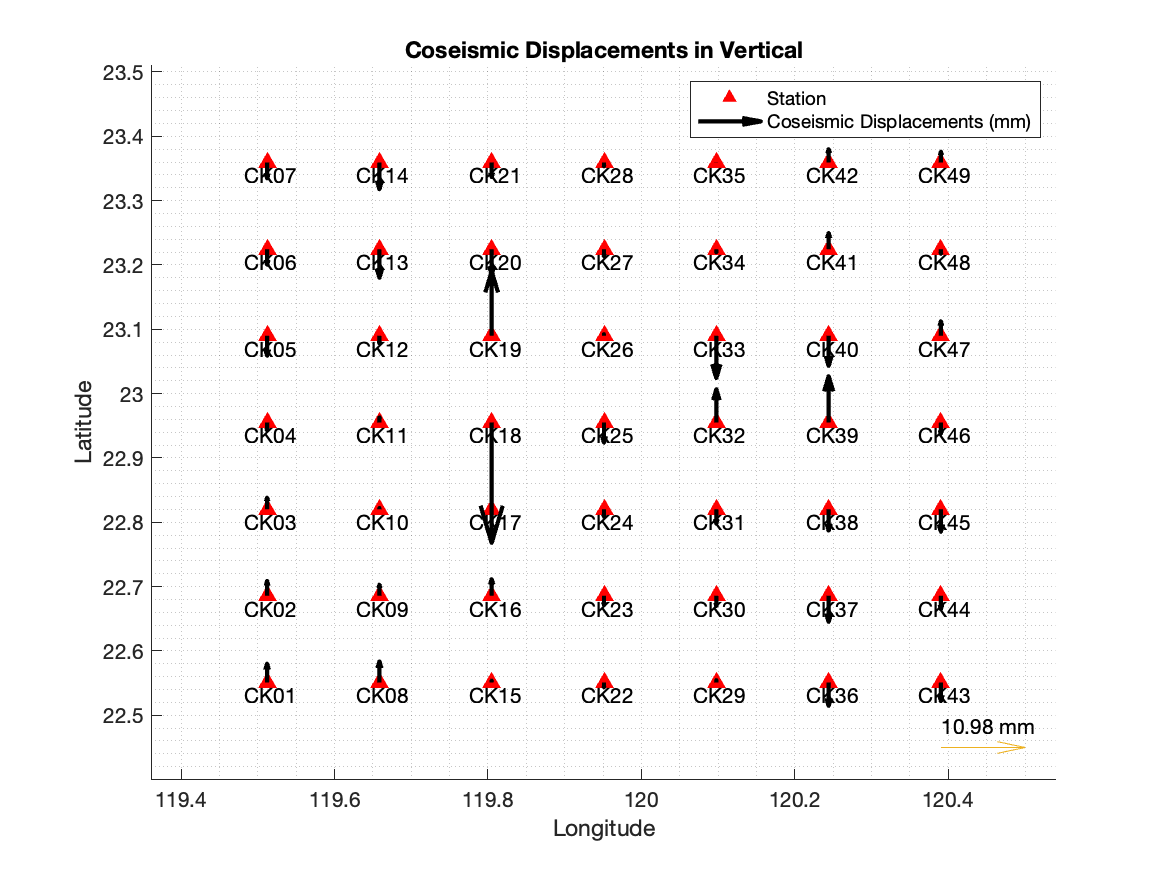 Coseismic Displacements in Vertical
23.5
Station
Coseismic Displacements (mm)
23.4
CK07 CK14 CK21 CK28 CK35 CK42 CK49
23.3
23.2
CK06 CK13 CK20 CK27 CK34 CK41 CK48
23.1
CK05 CK12 CK19 CK26 CK33 CK40 CK47
23
Latitude
CK04 CK11 CK18 CK25 CK32 CK39 CK46
22.9
22.8
CK03 CK10 CK17 CK24 CK31 CK38 CK45
22.7
CK02 CK09 CK16 CK23 CK30 CK37 CK44
22.6
CK01 CK08 CK15 CK22 CK29 CK36 CK43
22.5
10.98 mm
119.4 119.6 119.8 120 120.2 120.4
Longitude